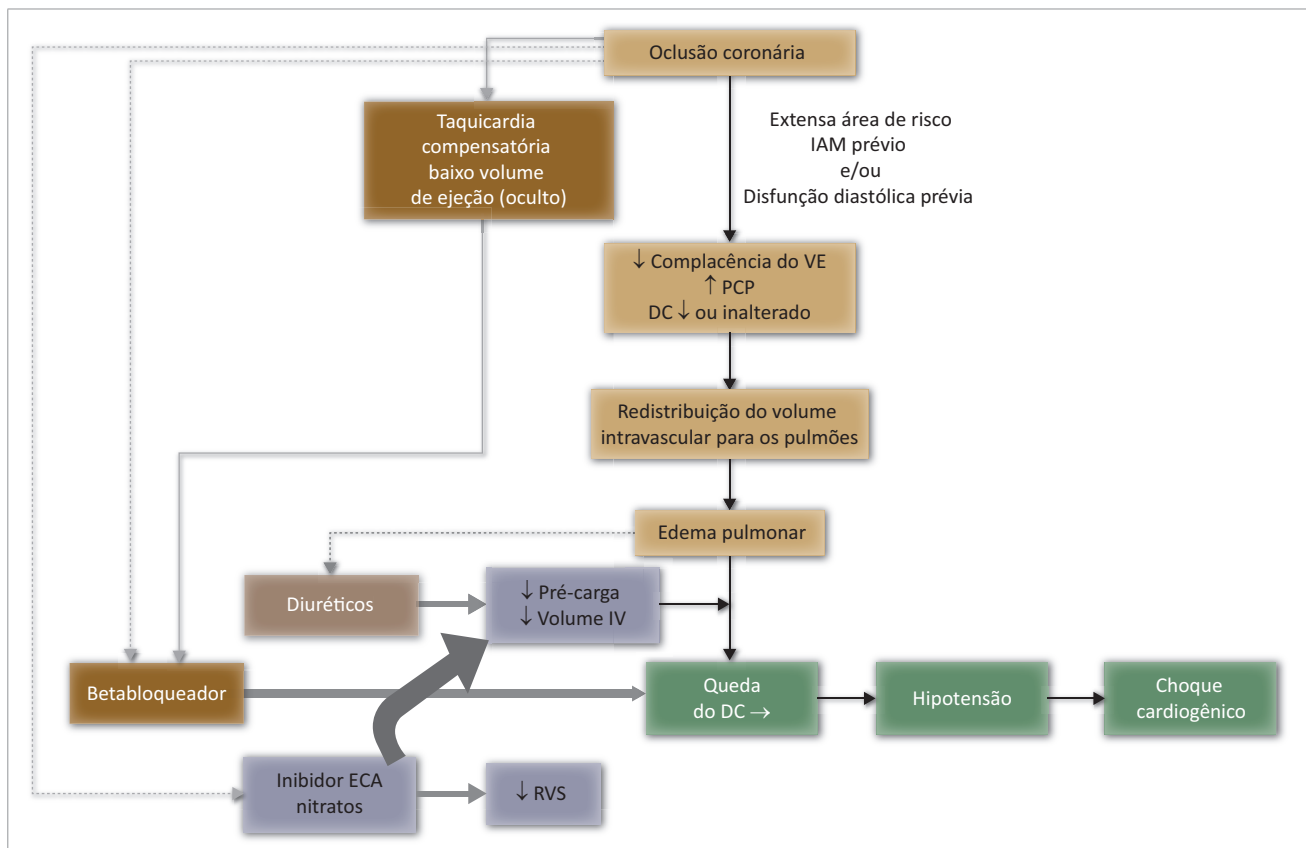 Oclusão coronária
Taquicardia
compensatória
baixo volume
de ejeção (oculto)
Extensa área de risco
IAM prévio
e/ou
Disfunção diastólica prévia
↓ Complacência do VE
↑ PCP
DC ↓ ou inalterado
Redistribuição do volume
intravascular para os pulmões
Edema pulmonar
Diuréticos
↓ Pré-carga
↓ Volume IV
Betabloqueador
Queda
do DC →
Hipotensão
Choque
cardiogênico
Inibidor ECA
nitratos
↓ RVS